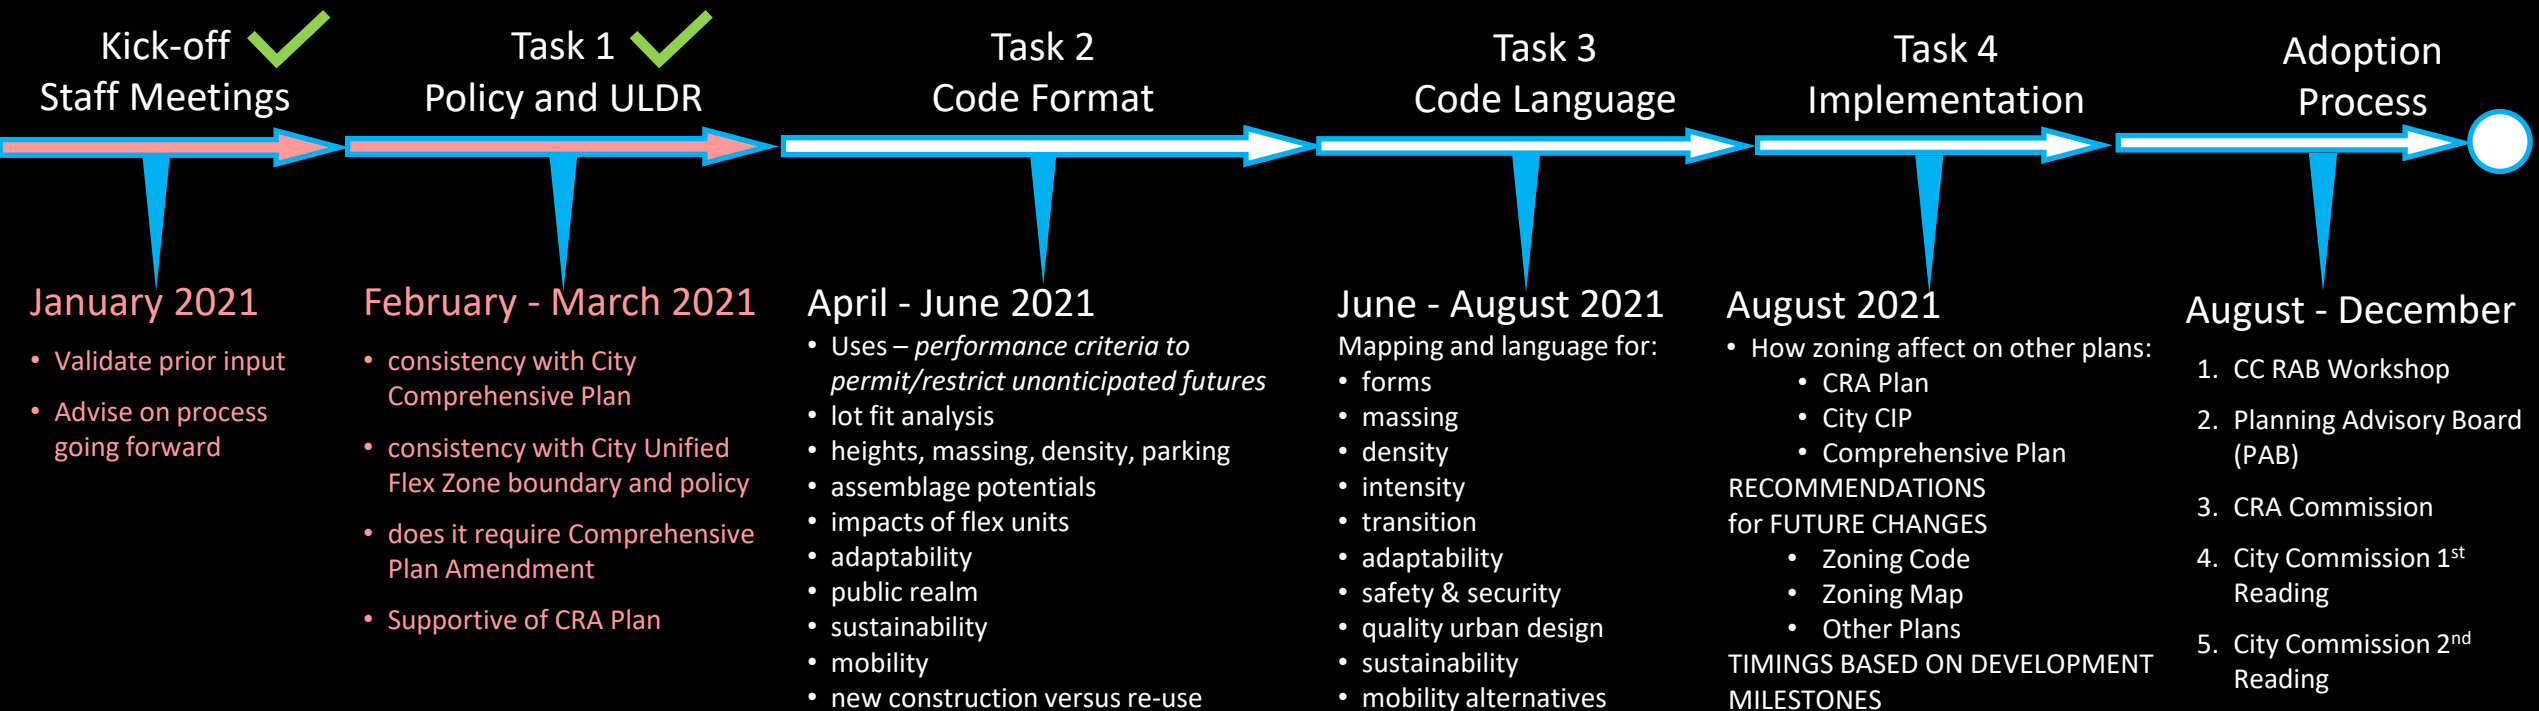 Kick-off
Staff Meetings
January 2021
• Validate prior input
• Advise on process
going forward
Task 1
Policy and ULDR
February - March 2021
• consistency with City
Comprehensive Plan
• consistency with City Unified
Flex Zone boundary and policy
• does it require Comprehensive
Plan Amendment
• Supportive of CRA Plan
Task 2
Code Format
April - June 2021
• Uses – performance criteria to
permit/restrict unanticipated futures
• lot fit analysis
• heights, massing, density, parking
• assemblage potentials
• impacts of flex units
• adaptability
• public realm
• sustainability
• mobility
• new construction versus re-use
Task 3
Code Language
June - August 2021
Mapping and language for:
• forms
• massing
• density
• intensity
• transition
• adaptability
• safety & security
• quality urban design
• sustainability
• mobility alternatives
Task 4
Implementation
August 2021
• How zoning affect on other plans:
• CRA Plan
• City CIP
• Comprehensive Plan
RECOMMENDATIONS
for FUTURE CHANGES
• Zoning Code
• Zoning Map
• Other Plans
TIMINGS BASED ON DEVELOPMENT
MILESTONES
Adoption
Process
August - December
1. CC RAB Workshop
2. Planning Advisory Board
(PAB)
3. CRA Commission
4. City Commission 1st
Reading
5. City Commission 2nd
Reading